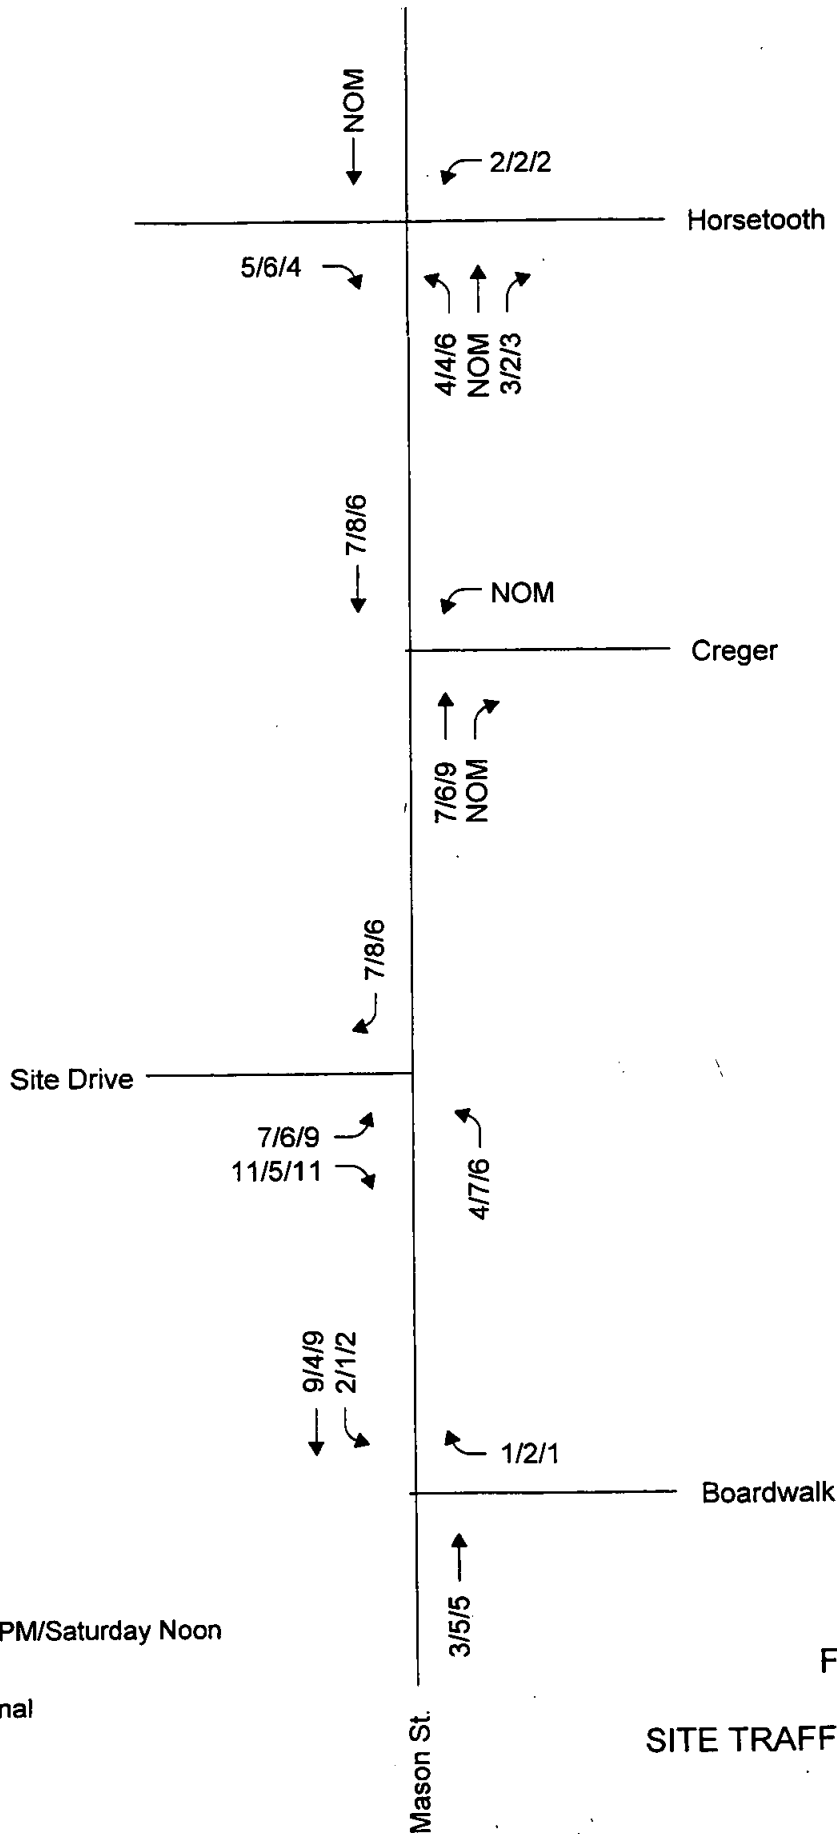 NOM
2/2/2
Horsetooth
5/6/4
4/4/6
NOM
3/2/3
7/8/6
NOM
Creger
7/6/9
NOM
7/8/6
Site Drive
7/6/9
11/5/11
4/7/6
9/4/9
2/1/2
1/2/1
Boardwalk
3/5/5
PM/Saturday Noon
Mason St.
SITE TRAFF